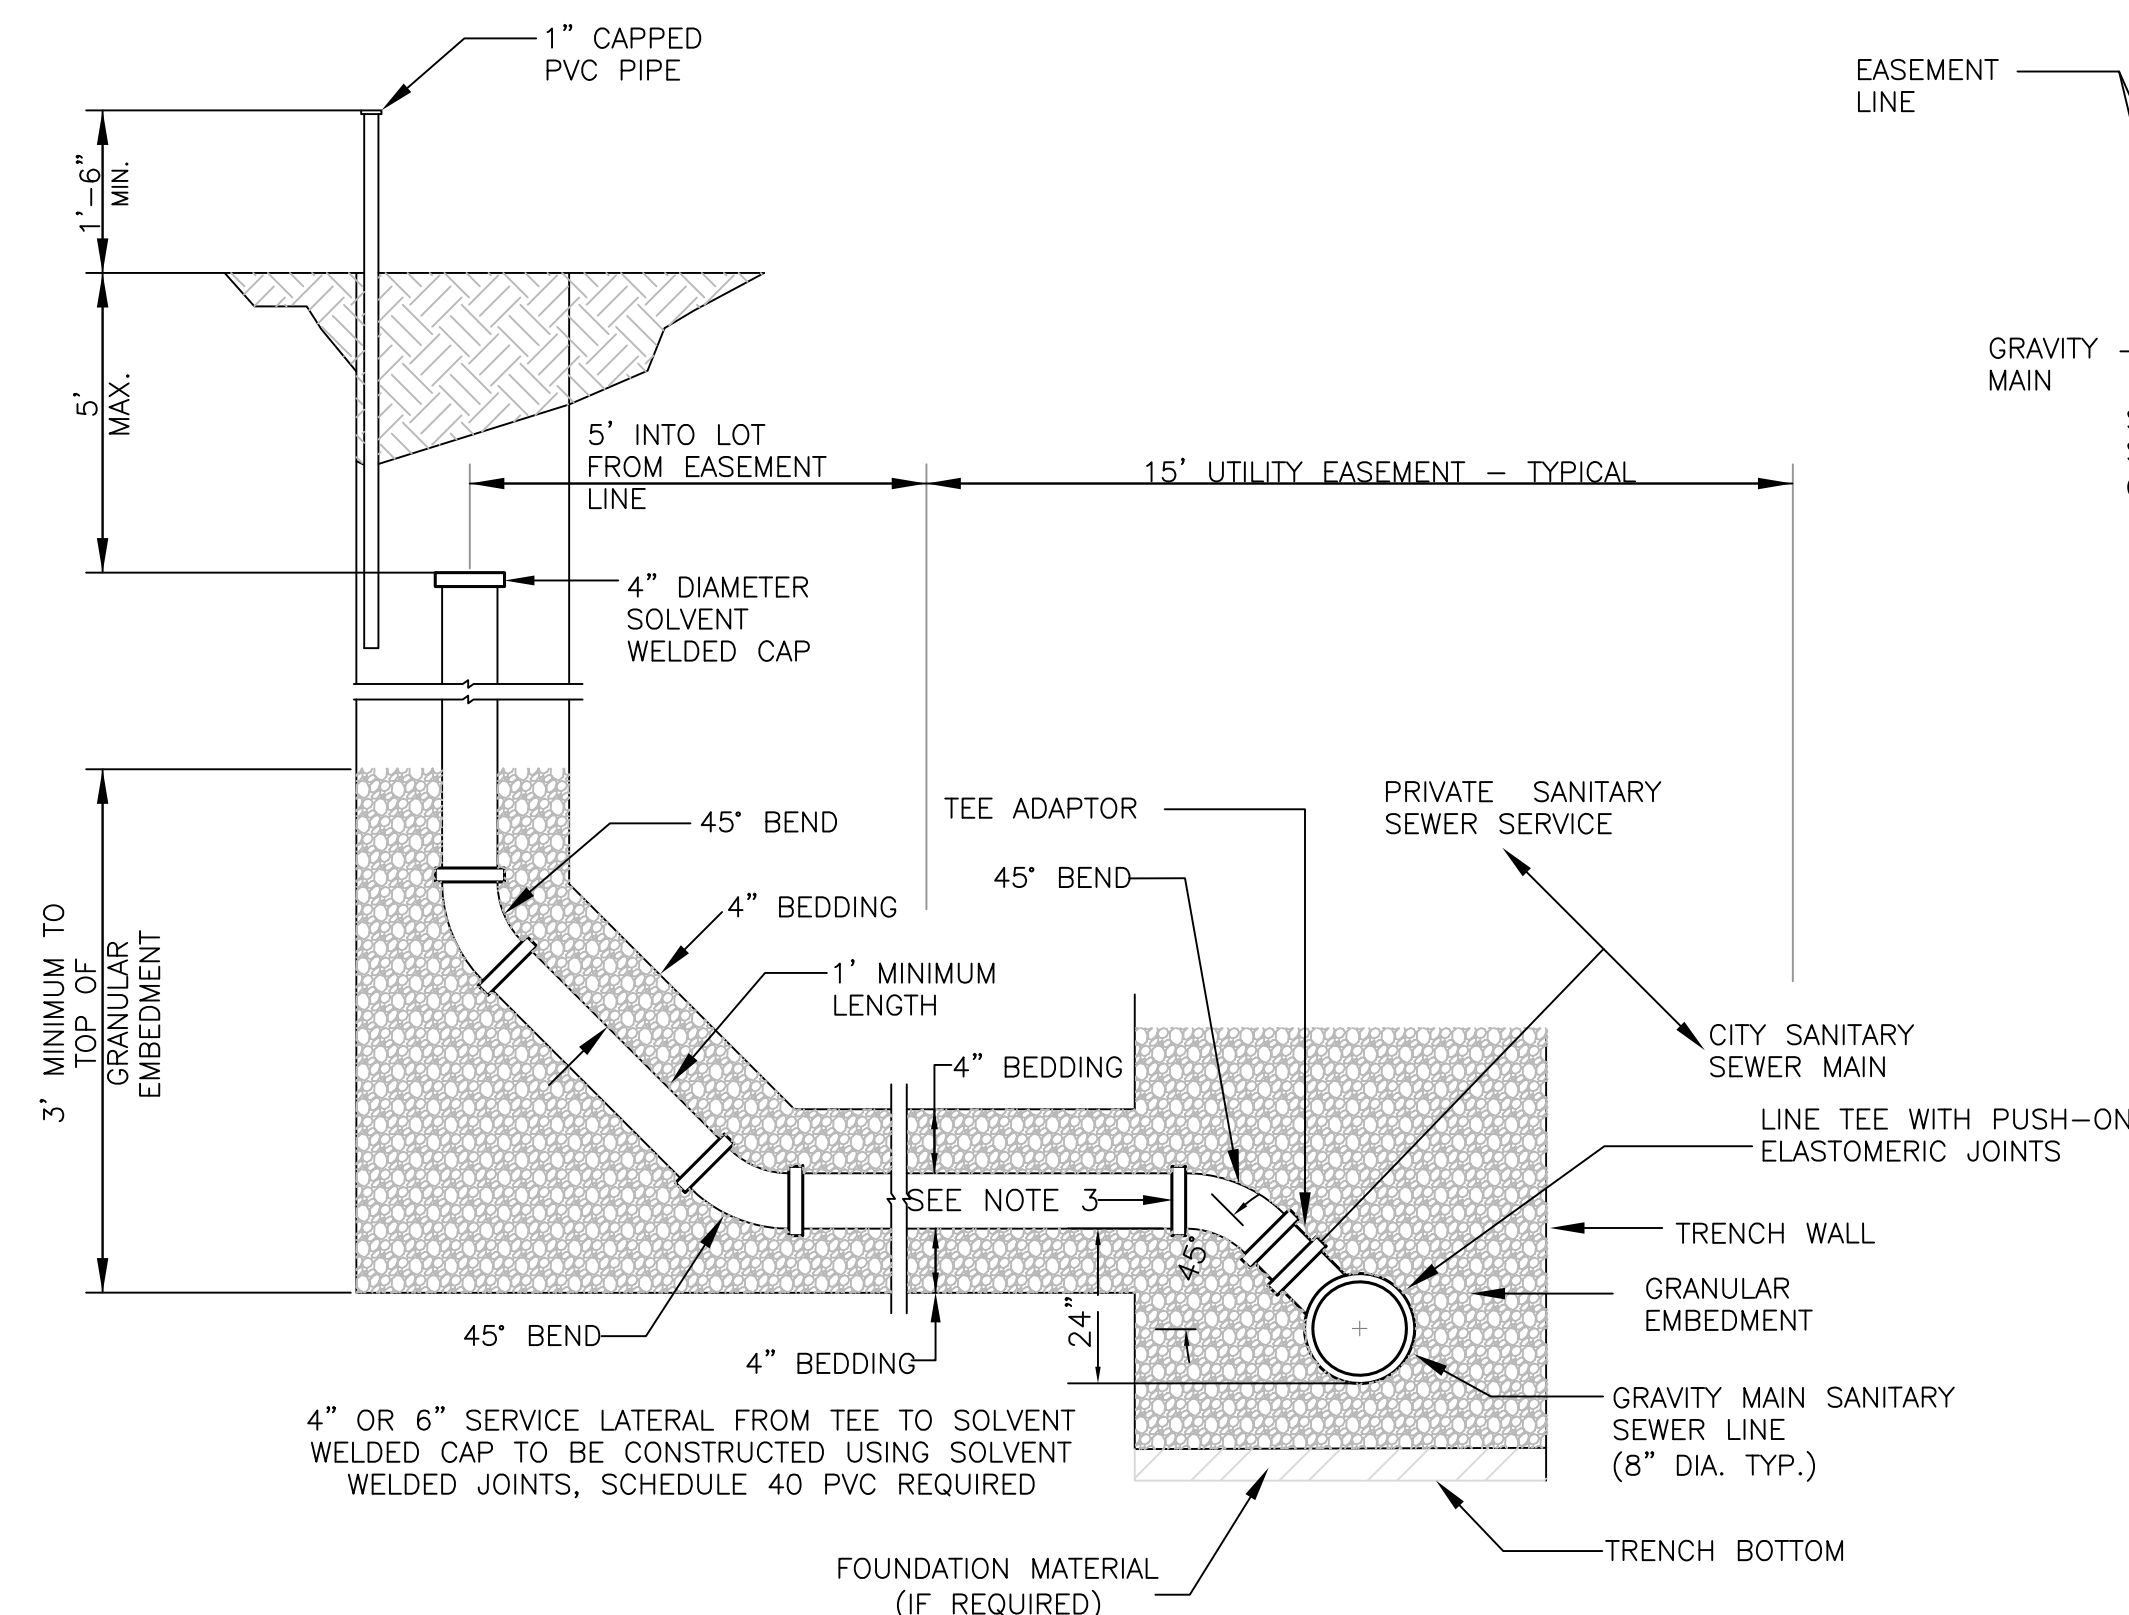 1” CAPPED
PVC PIPE
EASEMENT
LINE
1’-6”
MIN.
GRAVITY
MAIN
5’
MAX.
5’ INTO LOT
FROM EASEMENT
LINE
15’ UTILITY EASEMENT – TYPICAL
4” DIAMETER
SOLVENT
WELDED CAP
45° BEND
TEE ADAPTOR
PRIVATE SANITARY
SEWER SERVICE
45° BEND
4” BEDDING
1’ MINIMUM
LENGTH
3’ MINIMUM TO
TOP OF
GRANULAR
EMBEDMENT
4” BEDDING
CITY SANITARY
SEWER MAIN
LINE TEE WITH PUSH-ON
ELASTOMERIC JOINTS
SEE NOTE 3
45°
24”
TRENCH WALL
GRANULAR
EMBEDMENT
45° BEND
4” BEDDING
GRAVITY MAIN SANITARY
SEWER LINE
(8” DIA. TYP.)
4” OR 6” SERVICE LATERAL FROM TEE TO SOLVENT
WELDED CAP TO BE CONSTRUCTED USING SOLVENT
WELDED JOINTS, SCHEDULE 40 PVC REQUIRED
TRENCH BOTTOM
FOUNDATION MATERIAL
(IF REQUIRED)